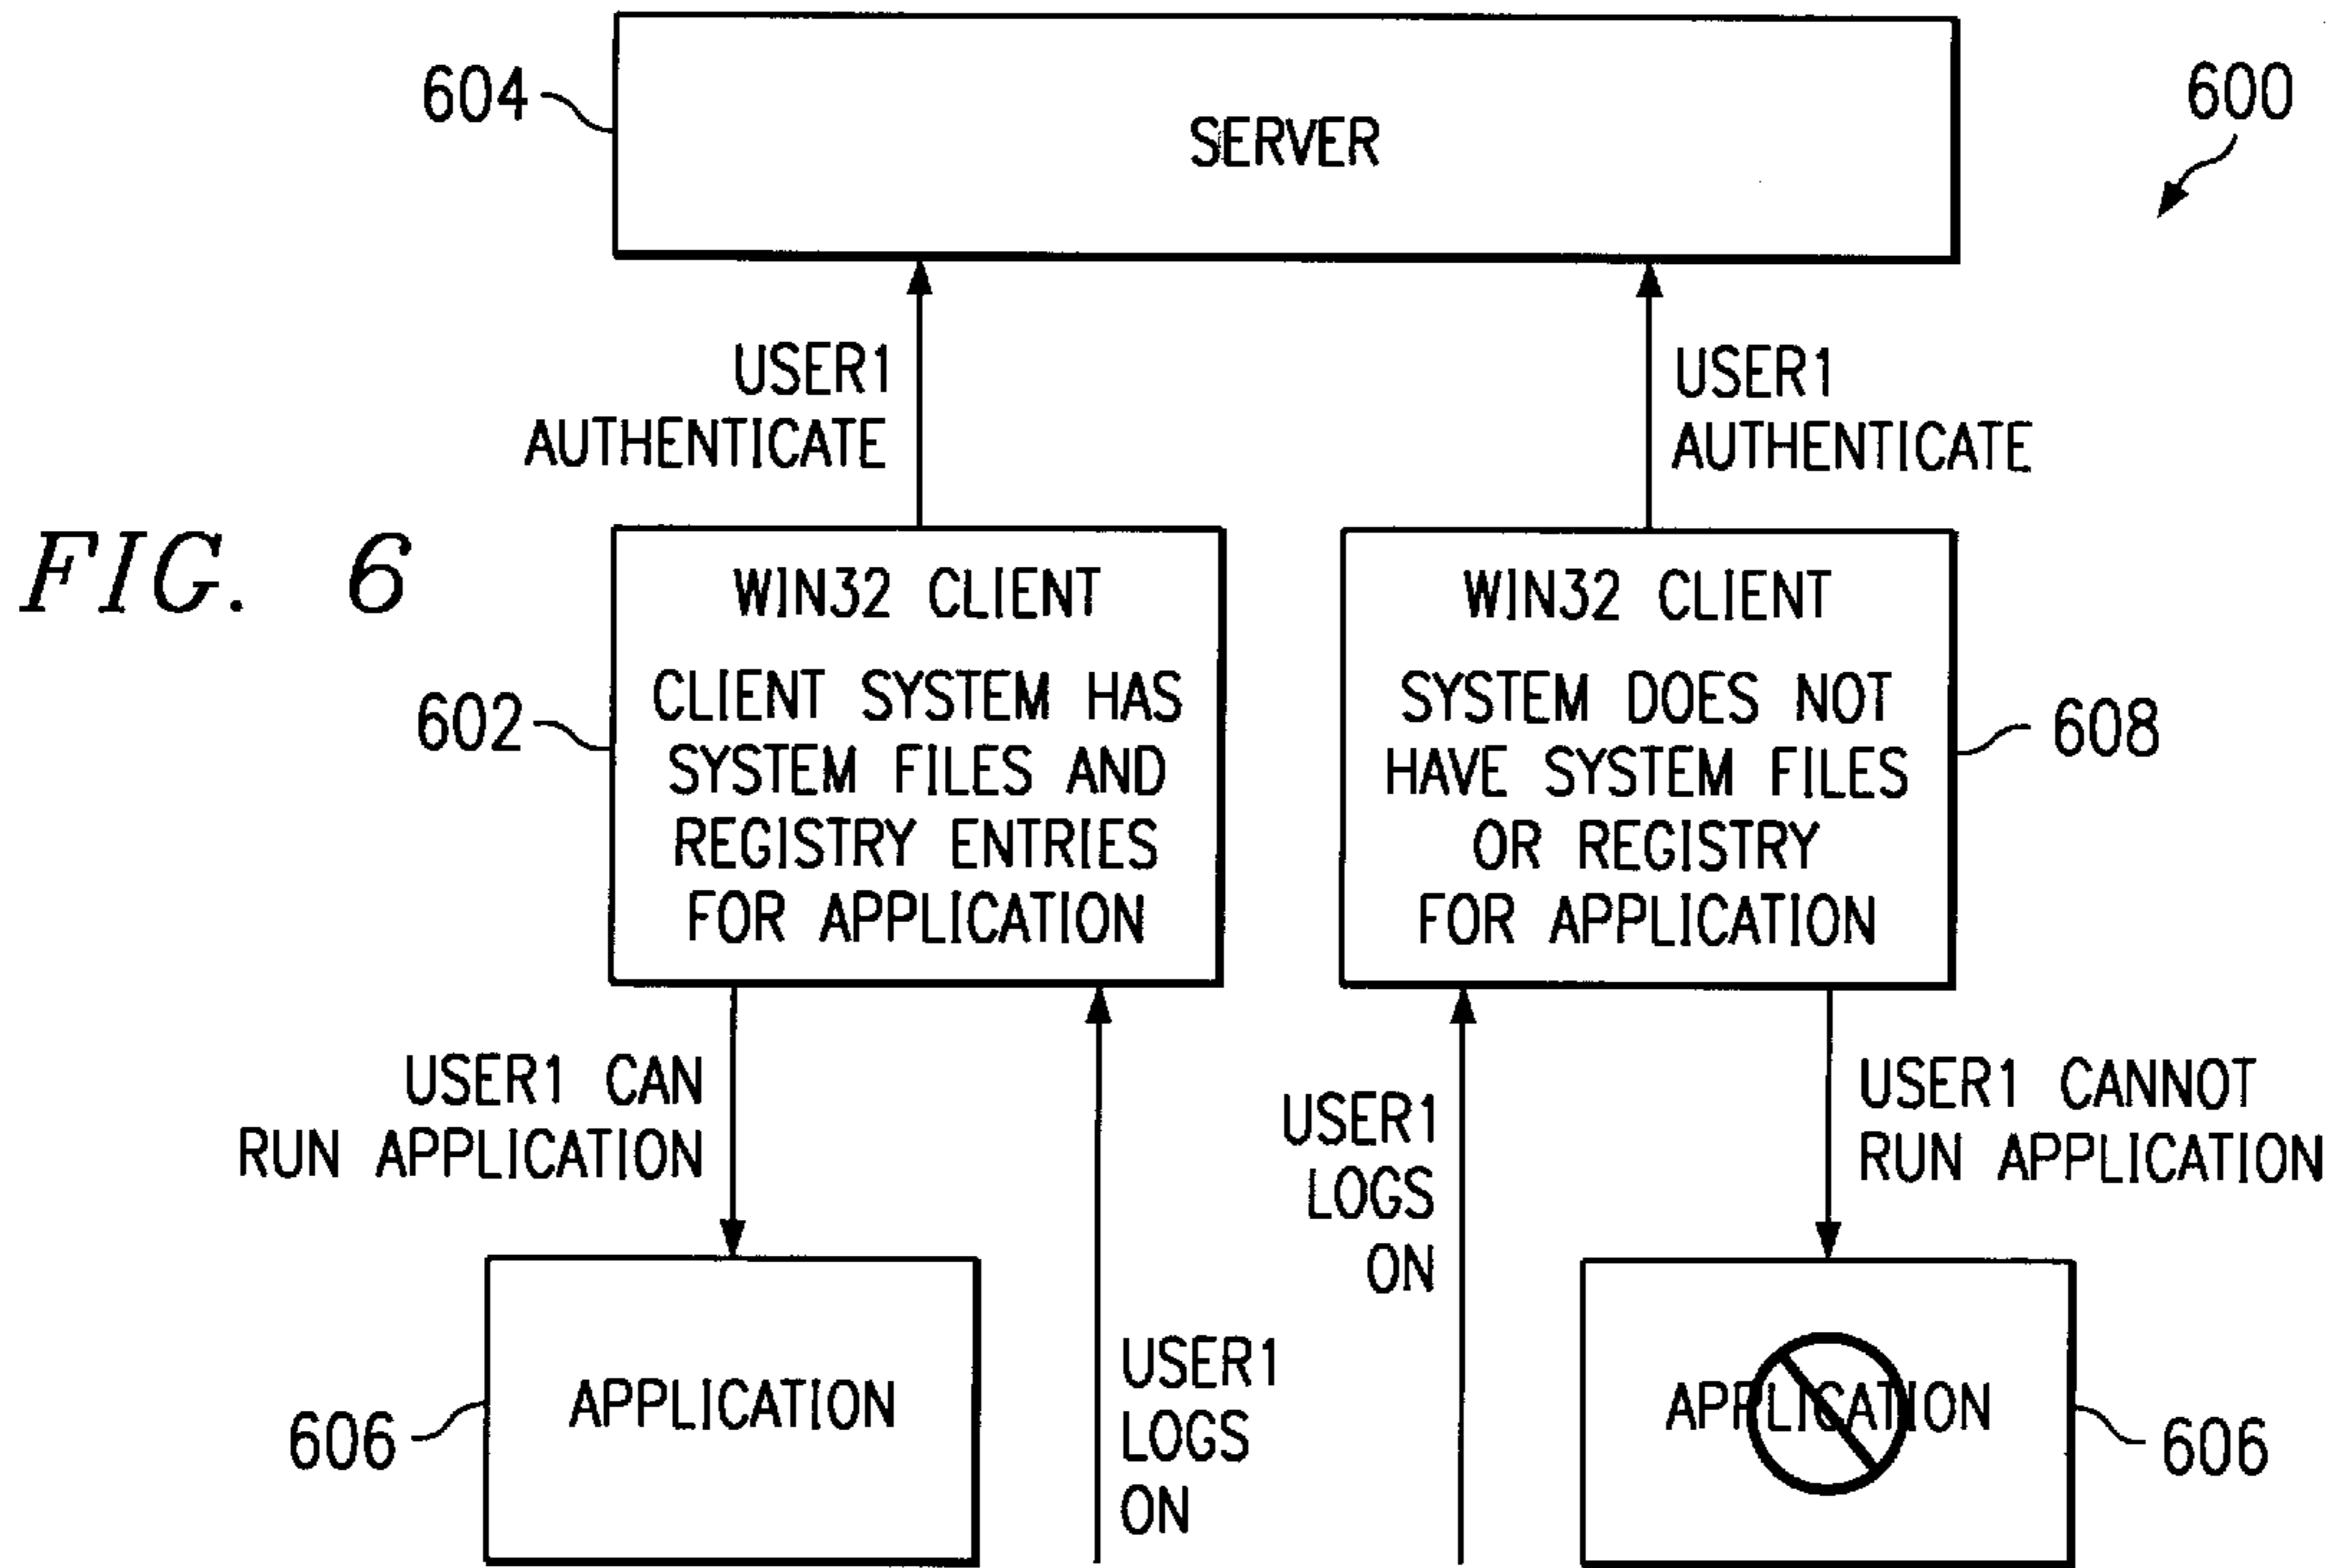 604
SERVER
600
USER1
AUTHENTICATE
USER1
AUTHENTICATE
FIG. 6
WIN32 CLIENT
CLIENT SYSTEM HAS
SYSTEM FILES AND
REGISTRY ENTRIES
FOR APPLICATION
602
WIN32 CLIENT
SYSTEM DOES NOT
HAVE SYSTEM FILES
OR REGISTRY
FOR APPLICATION
608
USER1 CAN
RUN APPLICATION
USER1
LOGS
ON
USER1
LOGS
ON
USER1 CANNOT
RUN APPLICATION
606
APPLICATION
APPLICATION
606